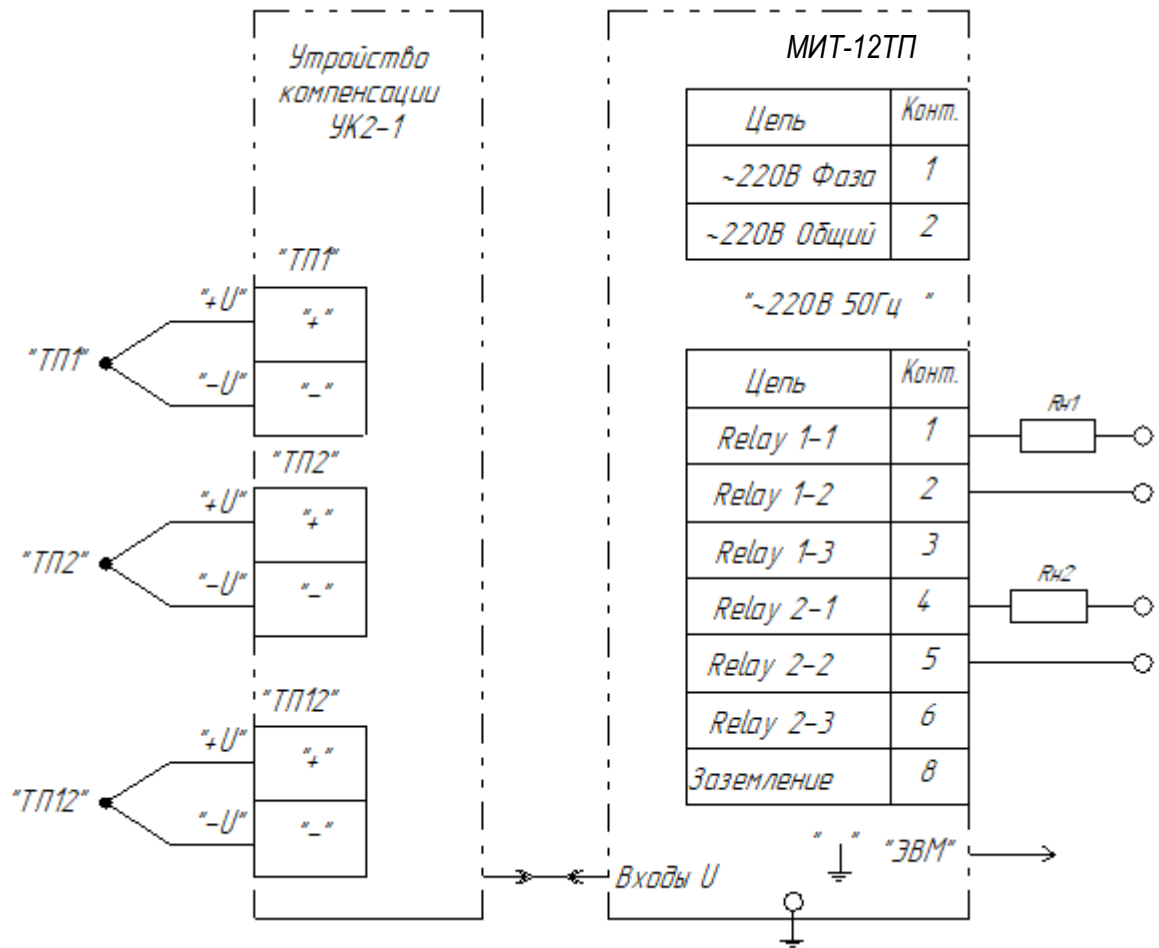 Утройство
компенсации
УК2-1
"ТП1"
"+U"
"+"
"ТП1"
"-U"
"-"
"ТП2"
"+U"
"+"
"ТП2"
"-U"
"-"
"ТП12"
"+U"
"+"
"ТП12"
"-U"
"-"
МИТ-12ТП
Цепь Конт.
~220В Фаза 1
~220В Общий 2
"~220В 50Гц "
Цепь Конт.
Relay 1-1 1
Rн1
Relay 1-2 2
Relay 1-3 3
Relay 2-1 4
Rн2
Relay 2-2 5
Relay 2-3 6
Заземление 8
" " "ЭВМ"
Входы U